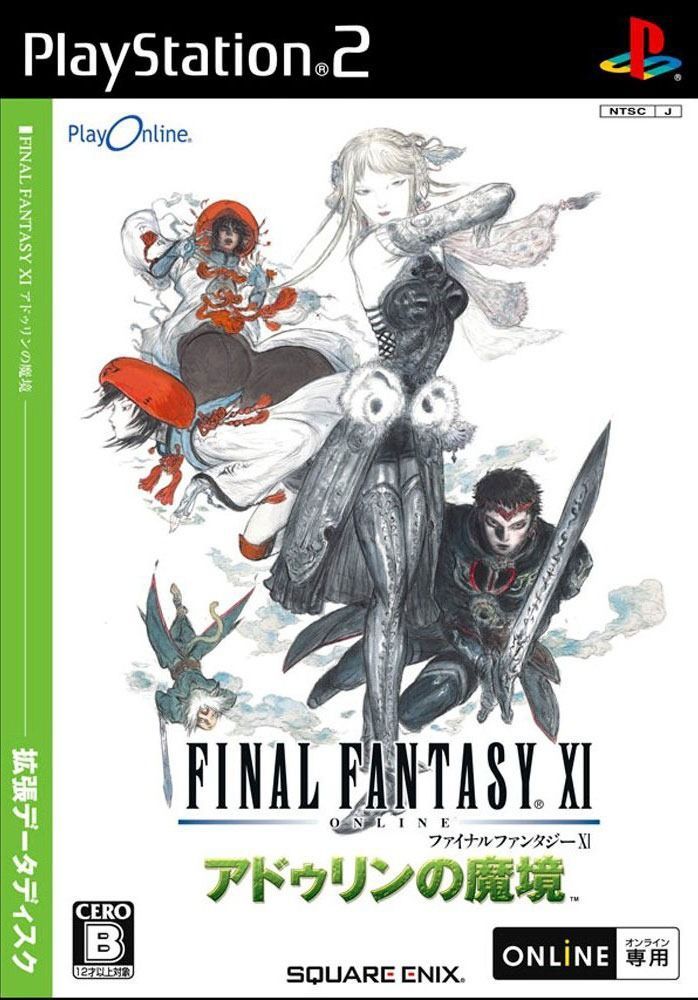 PlayStation®2
NTSC J
PlayOnline®
■FINAL FANTASY XI アドゥリンの魔境
拡張データディスク
FINAL FANTASY® XI
ONLINE
ファイナルファンタジーXI
アドゥリンの魔境™
CERO
B
12才以上対象
SQUARE ENIX®
ONLiNE オンライン専用